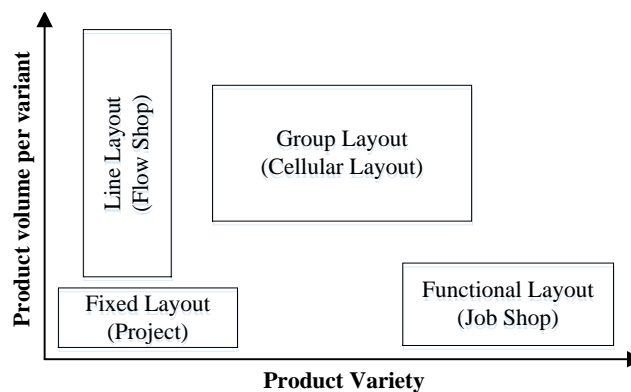 Product volume per variant
Line Layout
(Flow Shop)
Group Layout
(Cellular Layout)
Fixed Layout
(Project)
Functional Layout
(Job Shop)
Product Variety